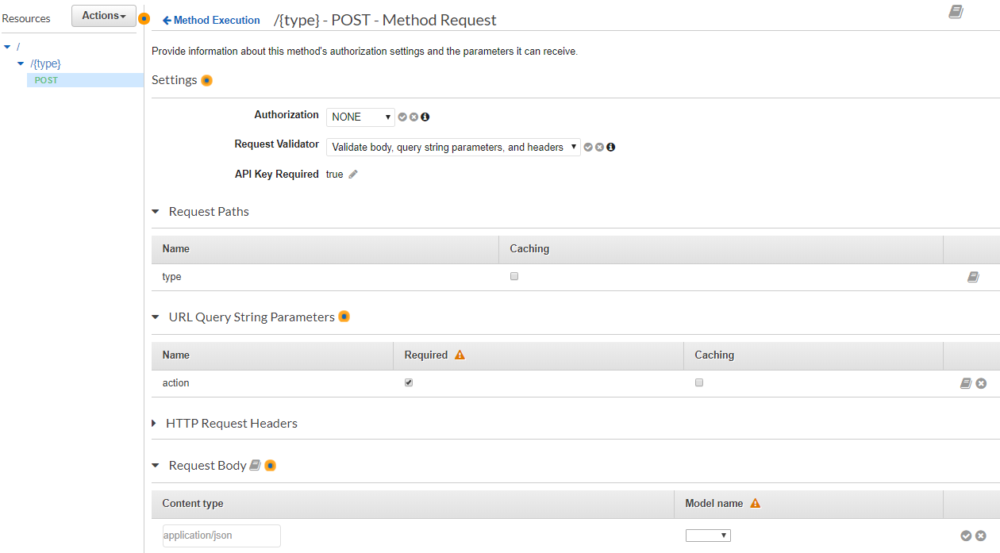 Resources
Actions
/
/{type}
POST
Method Execution /{type} - POST - Method Request
Provide information about this method's authorization settings and the parameters it can receive.
Settings
Authorization NONE
Request Validator Validate body, query string parameters, and headers
API Key Required true
Request Paths
Name Caching
type
URL Query String Parameters
Name Required Caching
action
HTTP Request Headers
Request Body
Content type Model name
application/json